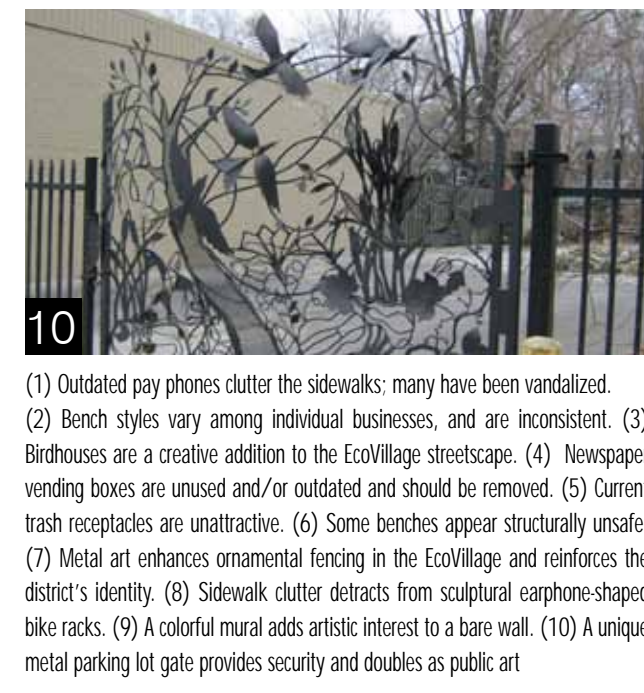 10
(1) Outdated pay phones clutter the sidewalks; many have been vandalized.
(2) Bench styles vary among individual businesses, and are inconsistent. (3)
Birdhouses are a creative addition to the EcoVillage streetscape. (4) Newspape
vending boxes are unused and/or outdated and should be removed. (5) Current
trash receptacles are unattractive. (6) Some benches appear structurally unsafe
(7) Metal art enhances ornamental fencing in the EcoVillage and reinforces the
district's identity. (8) Sidewalk clutter detracts from sculptural earphone-shaped
bike racks. (9) A colorful mural adds artistic interest to a bare wall. (10) A unique
metal parking lot gate provides security and doubles as public art